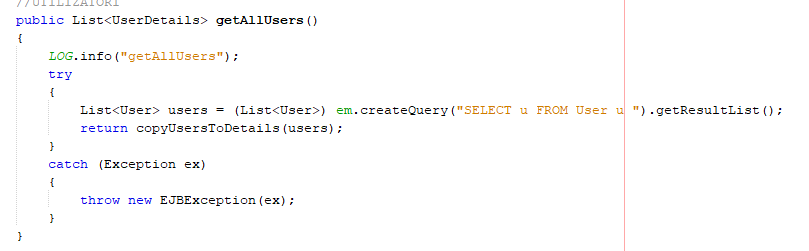 //UTILIZATORI
public List<UserDetails> getAllUsers()
{
LOG.info("getAllUsers");
try
{
List<User> users = (List<User>) em.createQuery("SELECT u FROM User u ").getResultList();
return copyUsersToDetails(users);
}
catch (Exception ex)
{
throw new EJBException(ex);
}
}